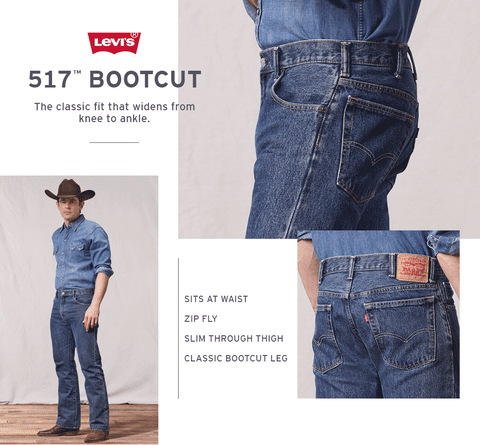 LEVI'S®
517™ BOOTCUT
The classic fit that widens from
knee to ankle.
SITS AT WAIST
ZIP FLY
SLIM THROUGH THIGH
CLASSIC BOOTCUT LEG